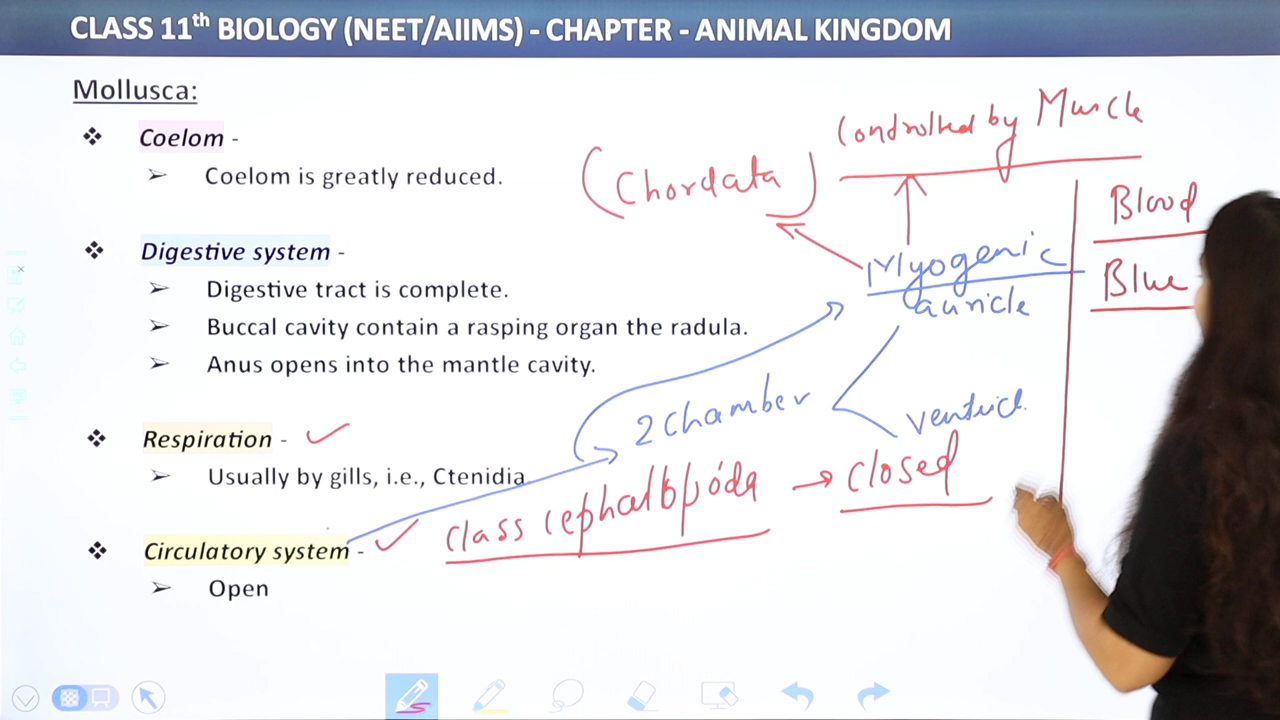 CLASS 11th BIOLOGY (NEET/AIIMS) - CHAPTER - ANIMAL KINGDOM
Mollusca:
❖ Coelom -
➢ Coelom is greatly reduced.
❖ Digestive system -
➢ Digestive tract is complete.
➢ Buccal cavity contain a rasping organ the radula.
➢ Anus opens into the mantle cavity.
❖ Respiration - ✓
➢ Usually by gills, i.e., Ctenidia
❖ Circulatory system - ✓
➢ Open
Controlled by Muscle
(Chordata)
Myogenic
auricle
2 chamber
ventricle
class cephalopoda → closed
Blood
Blue